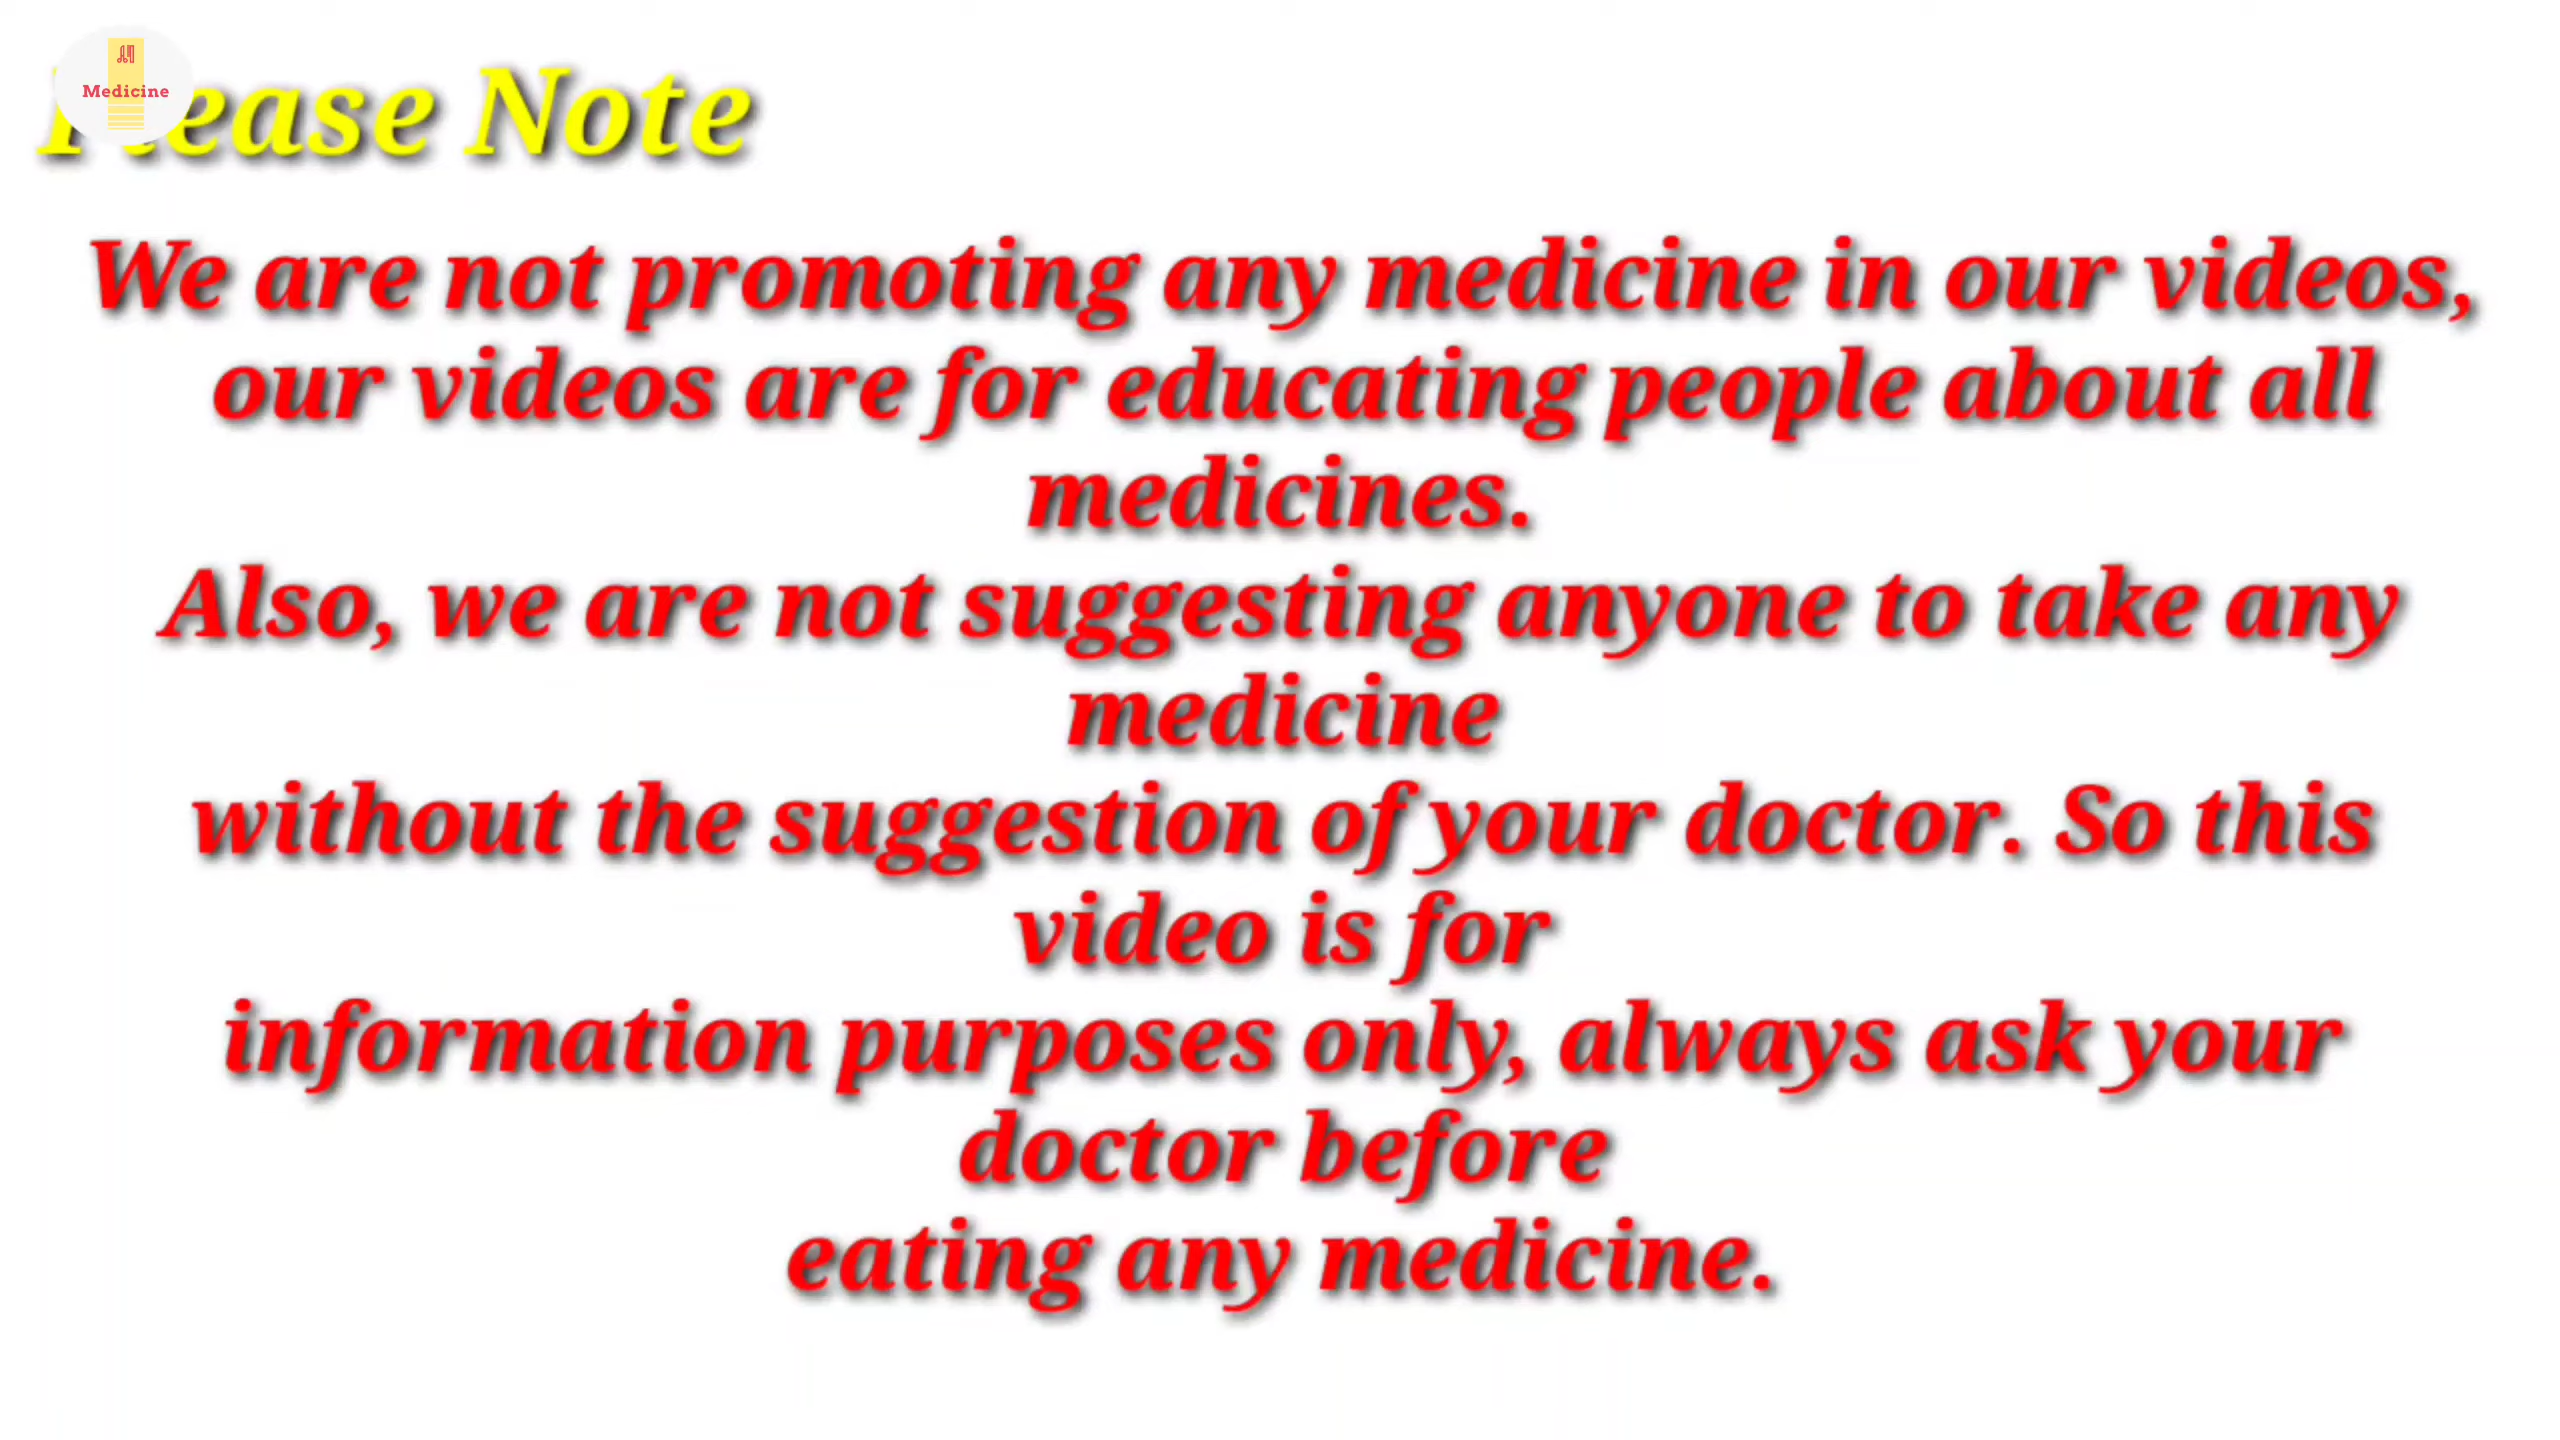 Please Note
Medicine
We are not promoting any medicine in our videos,
our videos are for educating people about all
medicines.
Also, we are not suggesting anyone to take any
medicine
without the suggestion of your doctor. So this
video is for
information purposes only, always ask your
doctor before
eating any medicine.